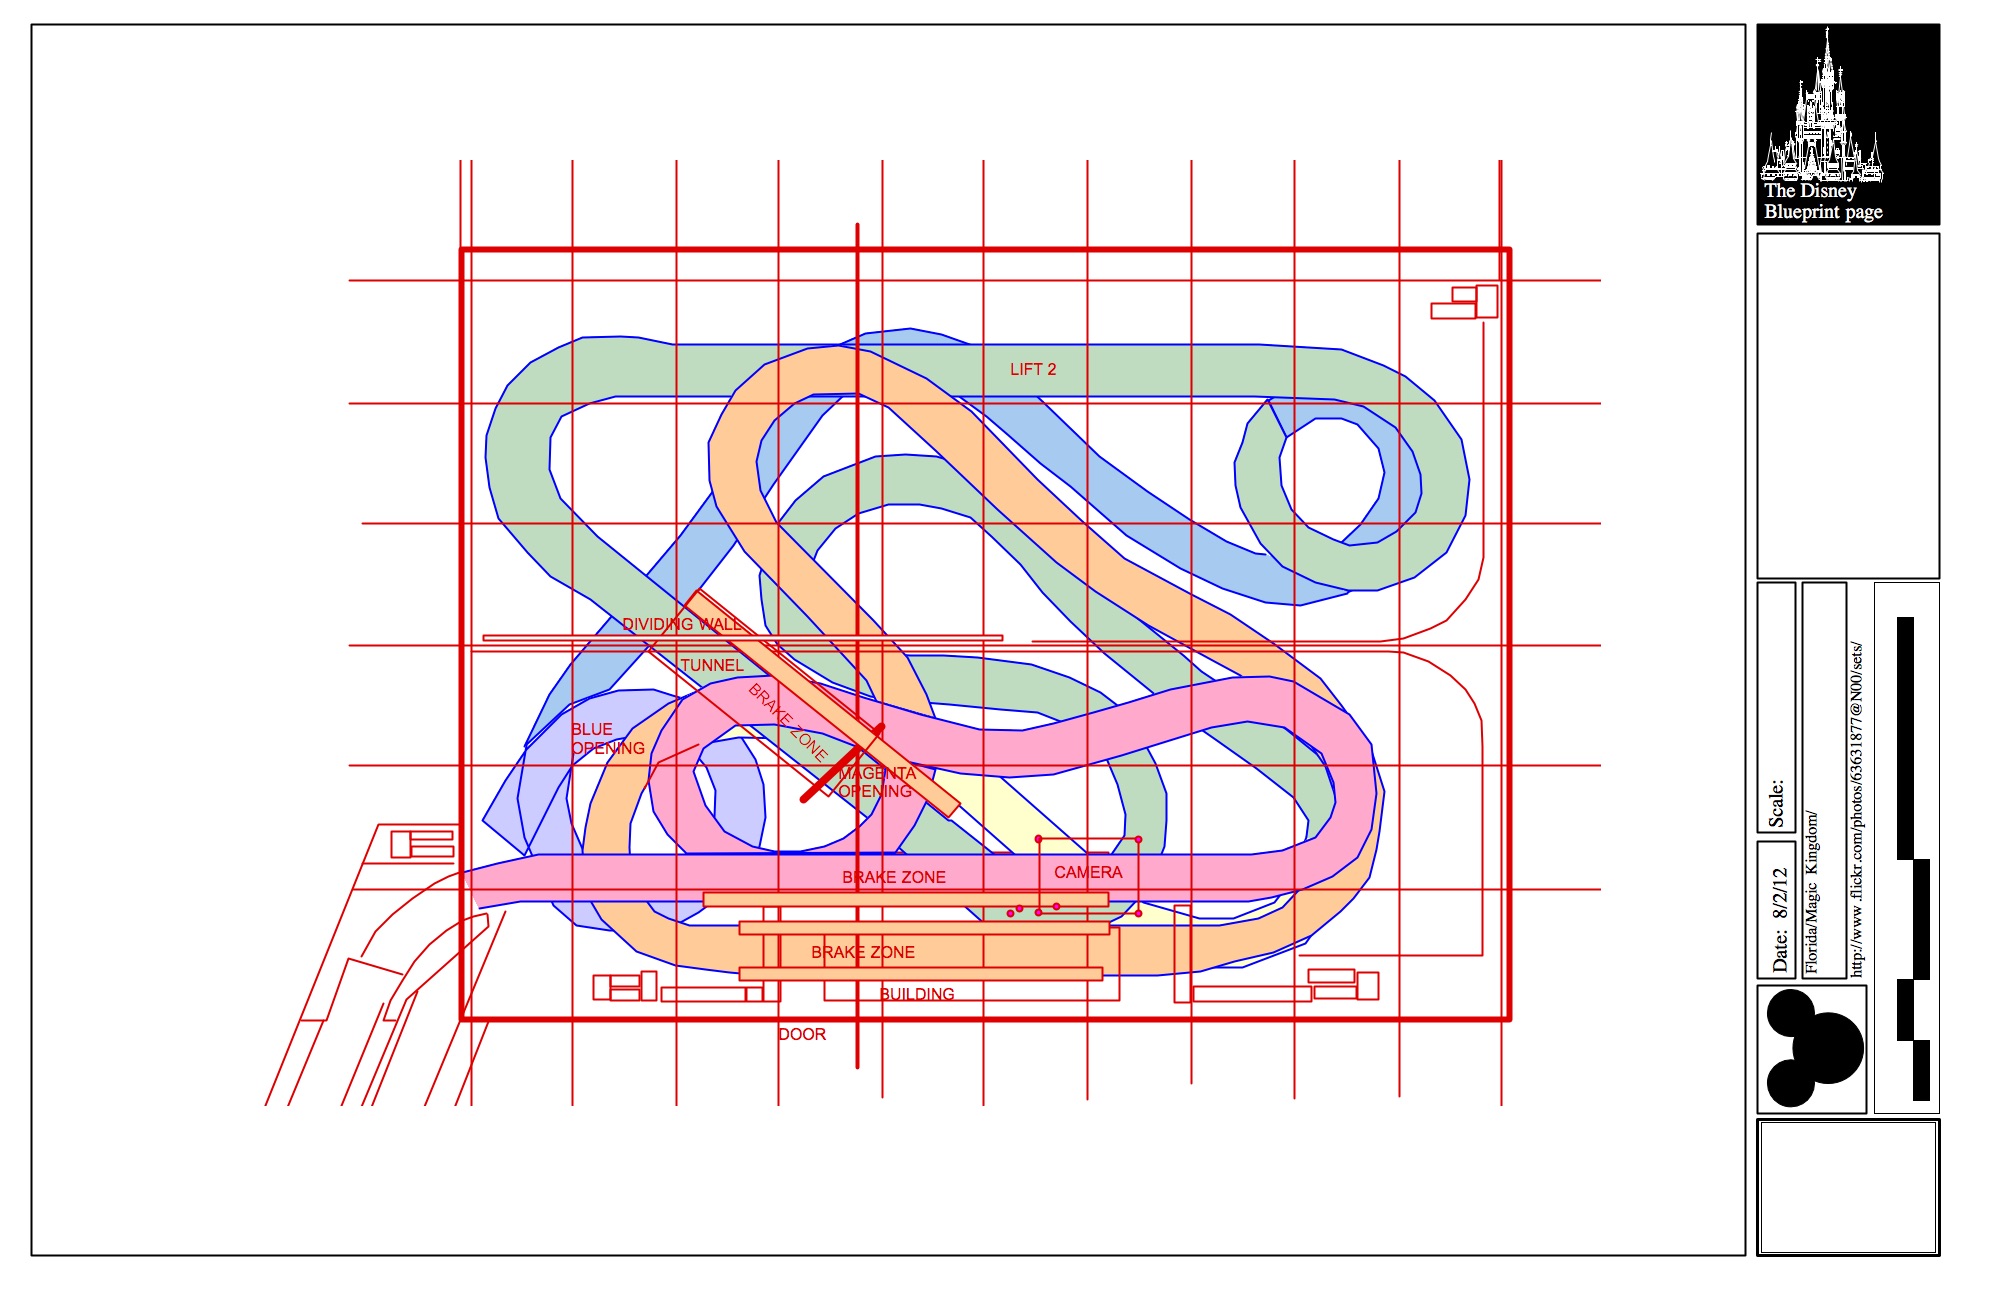 The Disney
Blueprint page
LIFT 2
DIVIDING WALL
TUNNEL
BRAKE ZONE
BLUE
OPENING
MAGENTA
OPENING
BRAKE ZONE
CAMERA
BRAKE ZONE
BUILDING
DOOR
Scale:
Date: 8/2/12
Florida/Magic Kingdom/
http://www.flickr.com/photos/63631877@N00/sets/